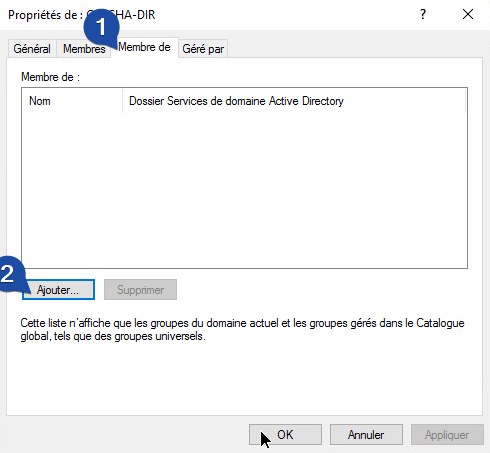 Propriétés de : SHA-DIR
?
1
Général Membres Membre de Géré par
Membre de :
Nom Dossier Services de domaine Active Directory
2
Ajouter... Supprimer
Cette liste n'affiche que les groupes du domaine actuel et les groupes gérés dans le Catalogue
global, tels que des groupes universels.
OK Annuler Appliquer